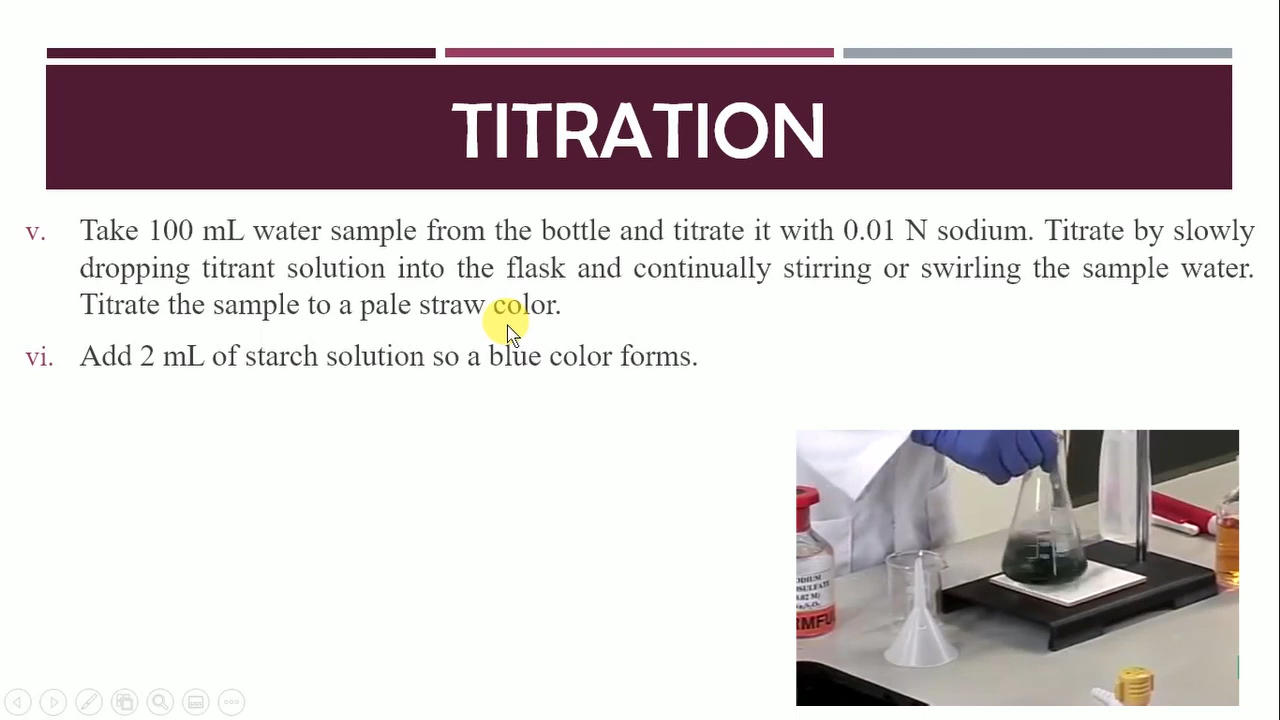 TITRATION
v. Take 100 mL water sample from the bottle and titrate it with 0.01 N sodium. Titrate by slowly
dropping titrant solution into the flask and continually stirring or swirling the sample water.
Titrate the sample to a pale straw color.
vi. Add 2 mL of starch solution so a blue color forms.